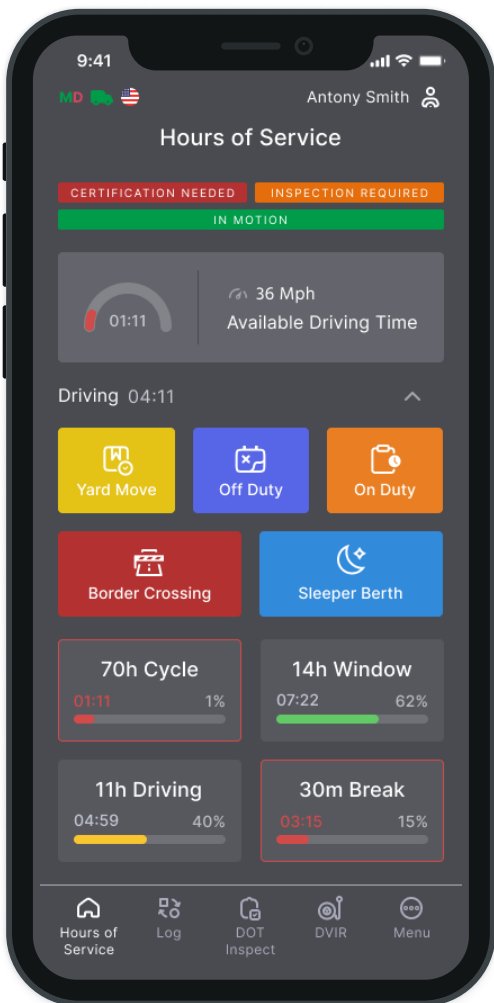 9:41
MD
Antony Smith
Hours of Service
CERTIFICATION NEEDED
INSPECTION REQUIRED
IN MOTION
01:11
36 Mph
Available Driving Time
Driving 04:11
Yard Move
Off Duty
On Duty
Border Crossing
Sleeper Berth
70h Cycle
01:11 1%
14h Window
07:22 62%
11h Driving
04:59 40%
30m Break
03:15 15%
Hours of
Service
Log
DOT
Inspect
DVIR
Menu